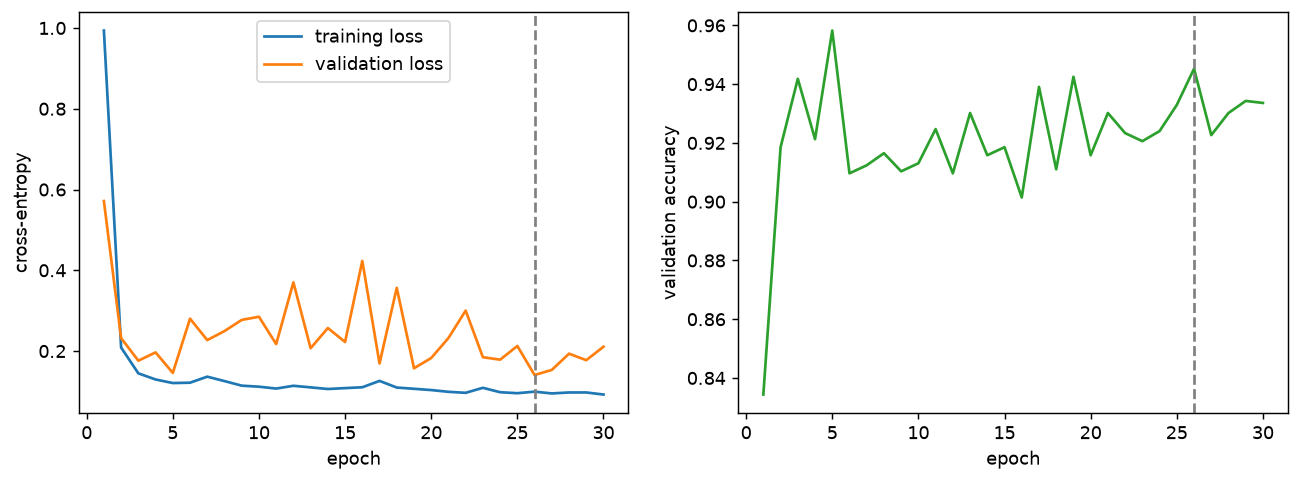 training loss
validation loss
cross-entropy
1.0
0.8
0.6
0.4
0.2
0 5 10 15 20 25 30
epoch
validation accuracy
0.96
0.94
0.92
0.90
0.88
0.86
0.84
0 5 10 15 20 25 30
epoch